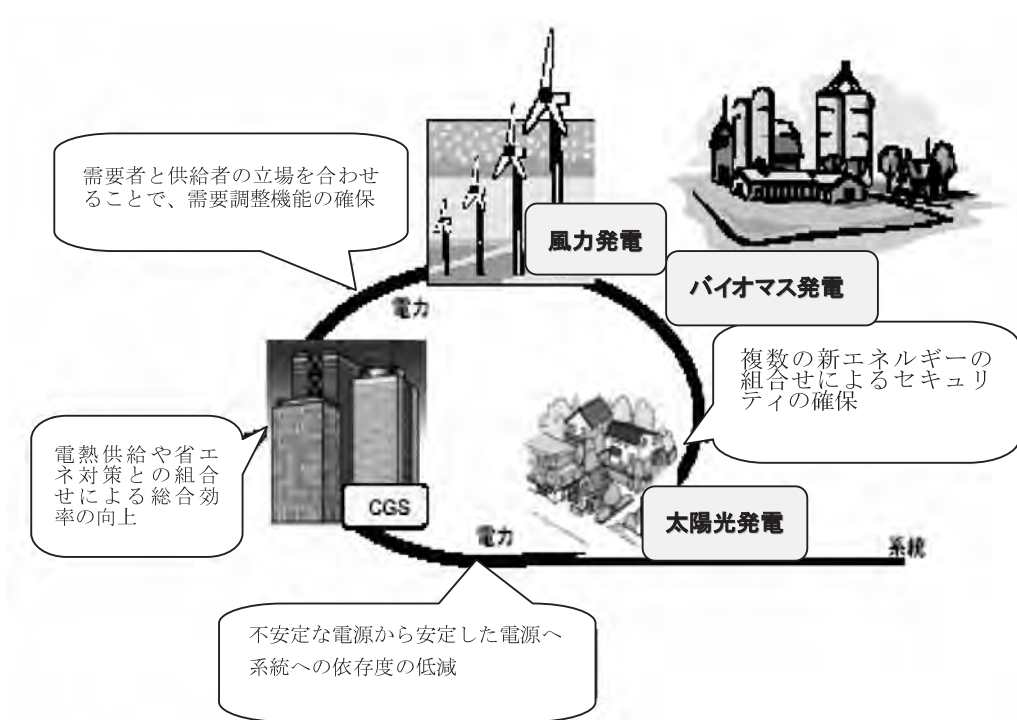 需要者と供給者の立場を合わせ
ることで、需要調整機能の確保
風力発電
バイオマス発電
電力
複数の新エネルギーの
組合せによるセキュリ
ティの確保
電熱供給や省エ
ネ対策との組合
せによる総合効
率の向上
CGS
太陽光発電
電力
系統
不安定な電源から安定した電源へ
系統への依存度の低減